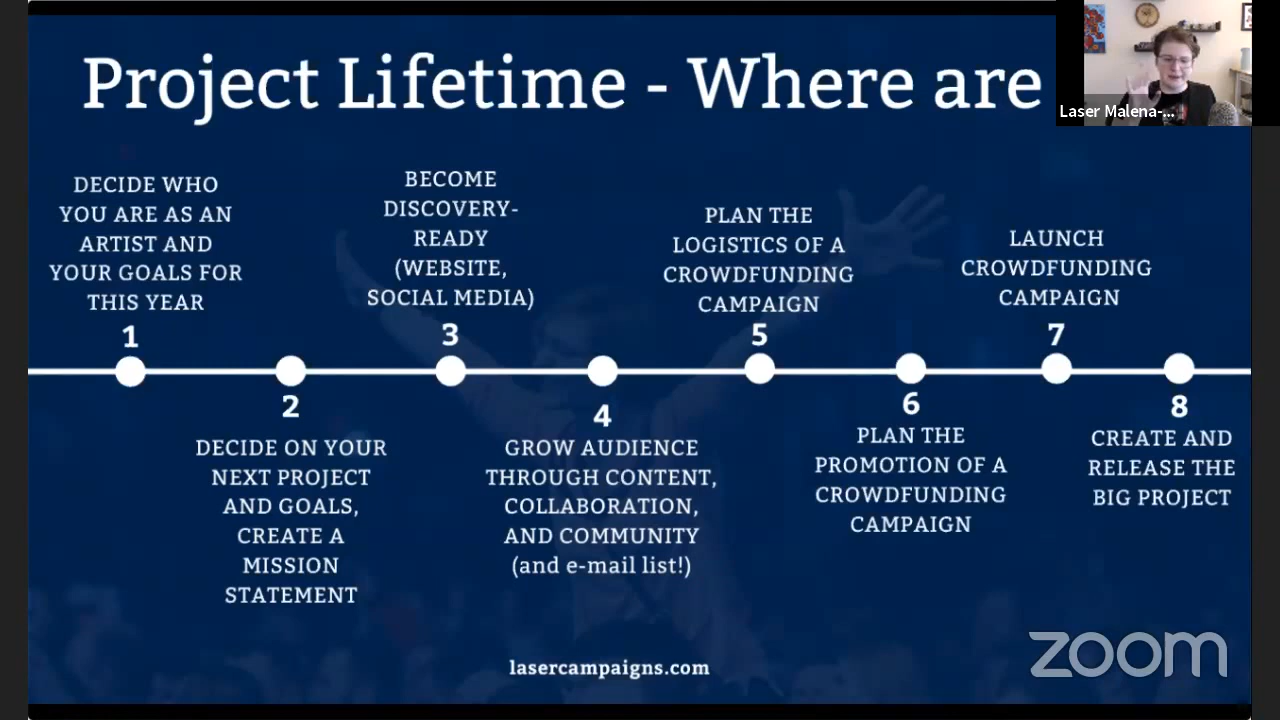 Project Lifetime - Where are
Laser Malena-...
DECIDE WHO
YOU ARE AS AN
ARTIST AND
YOUR GOALS FOR
THIS YEAR
1
2
DECIDE ON YOUR
NEXT PROJECT
AND GOALS,
CREATE A
MISSION
STATEMENT
BECOME
DISCOVERY-
READY
(WEBSITE,
SOCIAL MEDIA)
3
4
GROW AUDIENCE
THROUGH CONTENT,
COLLABORATION,
AND COMMUNITY
(and e-mail list!)
PLAN THE
LOGISTICS OF A
CROWDFUNDING
CAMPAIGN
5
6
PLAN THE
PROMOTION OF A
CROWDFUNDING
CAMPAIGN
LAUNCH
CROWDFUNDING
CAMPAIGN
7
8
CREATE AND
RELEASE THE
BIG PROJECT
lasercampaigns.com
zoom